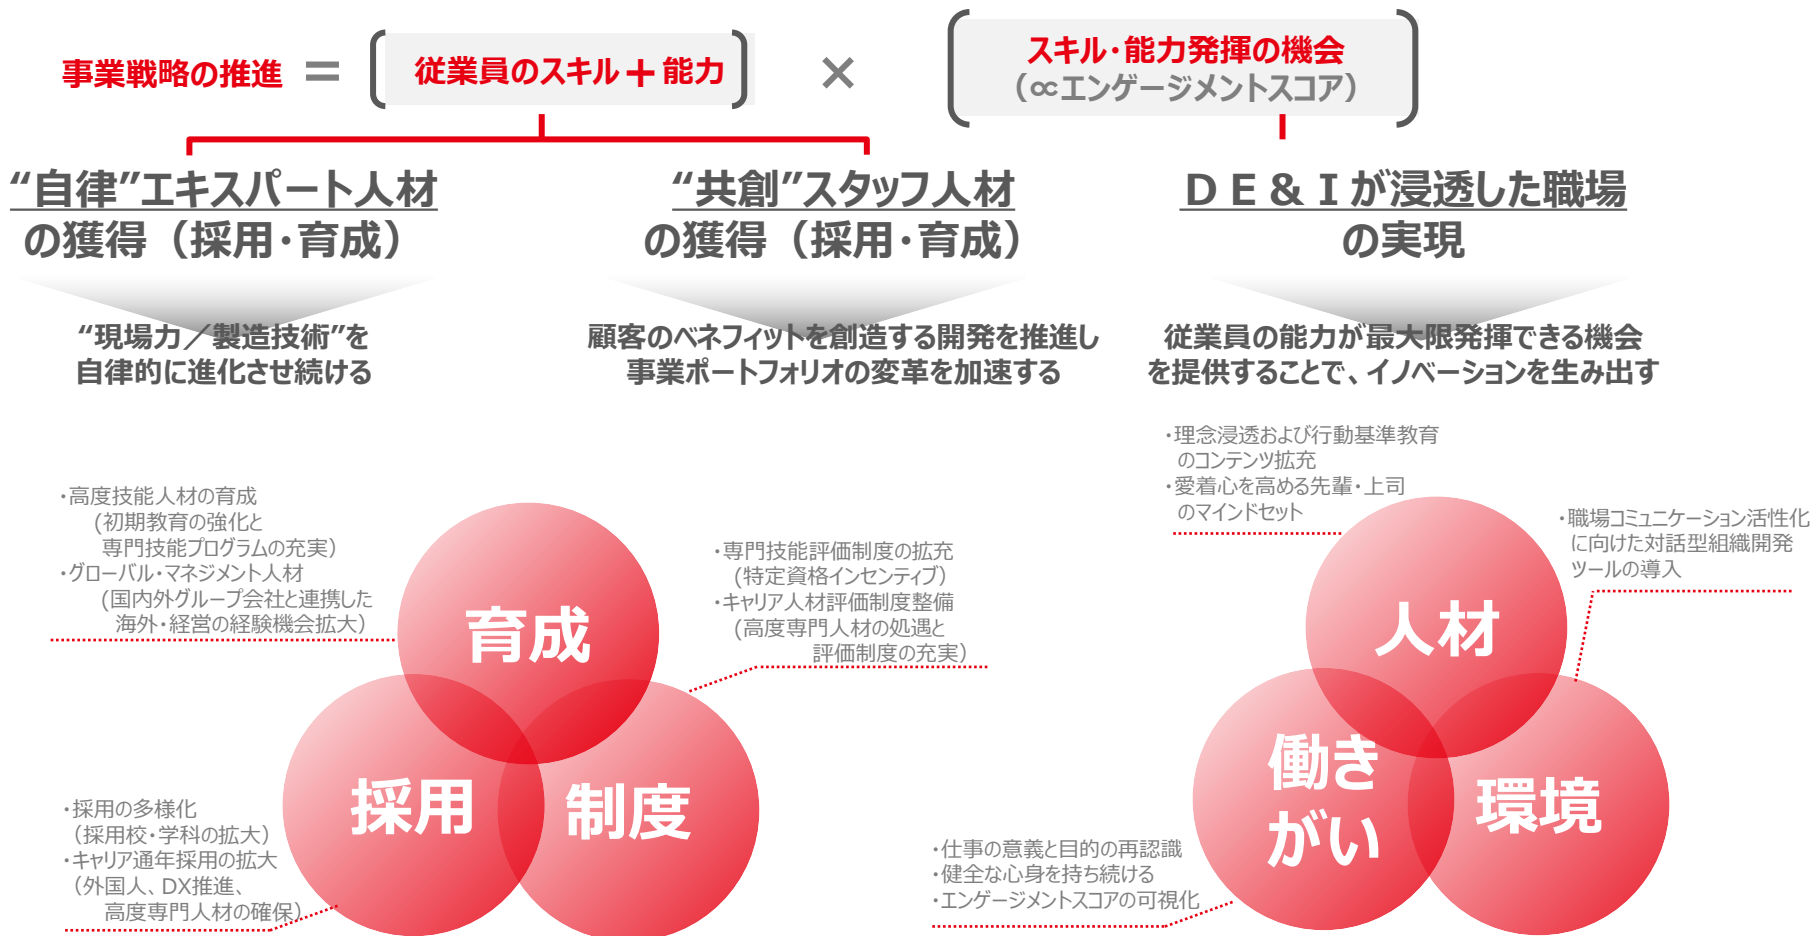 事業戦略の推進 = 従業員のスキル＋能力 × スキル・能力発揮の機会
（∝エンゲージメントスコア）
“自律”エキスパート人材
の獲得（採用・育成）
“共創”スタッフ人材
の獲得（採用・育成）
ＤＥ＆Ｉが浸透した職場
の実現
“現場力／製造技術”を
自律的に進化させ続ける
顧客のベネフィットを創造する開発を推進し
事業ポートフォリオの変革を加速する
従業員の能力が最大限発揮できる機会
を提供することで、イノベーションを生み出す
・高度技能人材の育成
（初期教育の強化と
専門技能プログラムの充実）
・グローバル・マネジメント人材
（国内外グループ会社と連携した
海外・経営の経験機会拡大）
育成
・専門技能評価制度の拡充
（特定資格インセンティブ）
・キャリア人材評価制度整備
（高度専門人材の処遇と
評価制度の充実）
採用
制度
・採用の多様化
（採用校・学科の拡大）
・キャリア通年採用の拡大
（外国人、DX推進、
高度専門人材の確保）
・理念浸透および行動基準教育
のコンテンツ拡充
・愛着心を高める先輩・上司
のマインドセット
人材
・職場コミュニケーション活性化
に向けた対話型組織開発
ツールの導入
働き
がい
環境
・仕事の意義と目的の再認識
・健全な心身を持ち続ける
・エンゲージメントスコアの可視化